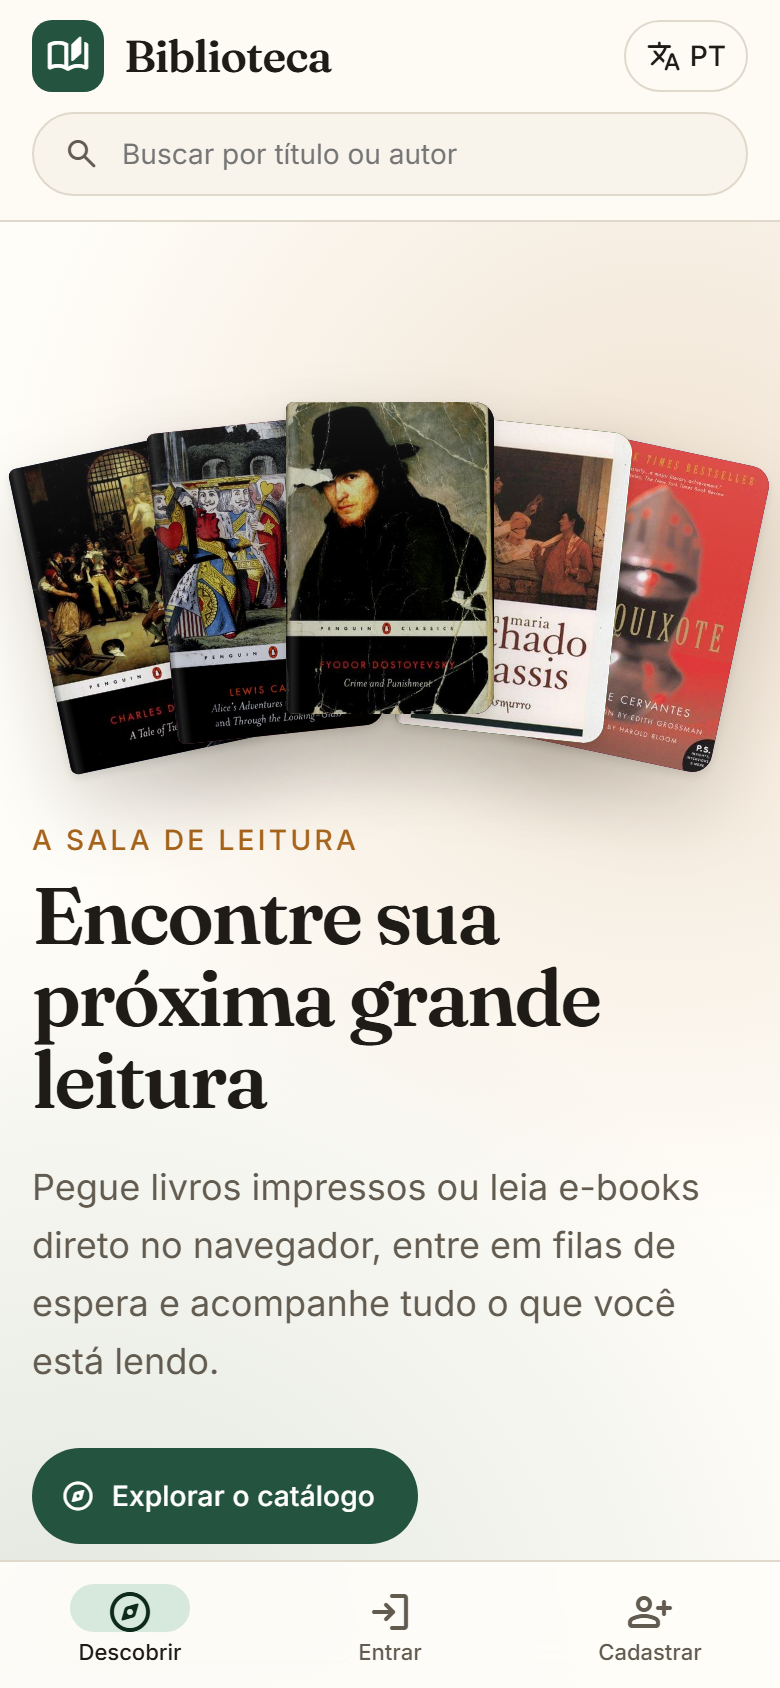 Biblioteca
PT
Buscar por título ou autor
PENGUIN
CHARLES D
A Tale of
PENGUIN
LEWIS CA
Alice's Adventures
and Through the Looking-Glass
PENGUIN CLASSICS
FYODOR DOSTOYEVSKY
Crime and Punishment
maria
hado
assis
smurro
TIMES BESTSELLER
QUIXOTE
E CERVANTES
BY EDITH GROSSMAN
BY HAROLD BLOOM
P.S.
A SALA DE LEITURA
Encontre sua
próxima grande
leitura
Pegue livros impressos ou leia e-books
direto no navegador, entre em filas de
espera e acompanhe tudo o que você
está lendo.
Explorar o catálogo
Descobrir
Entrar
Cadastrar